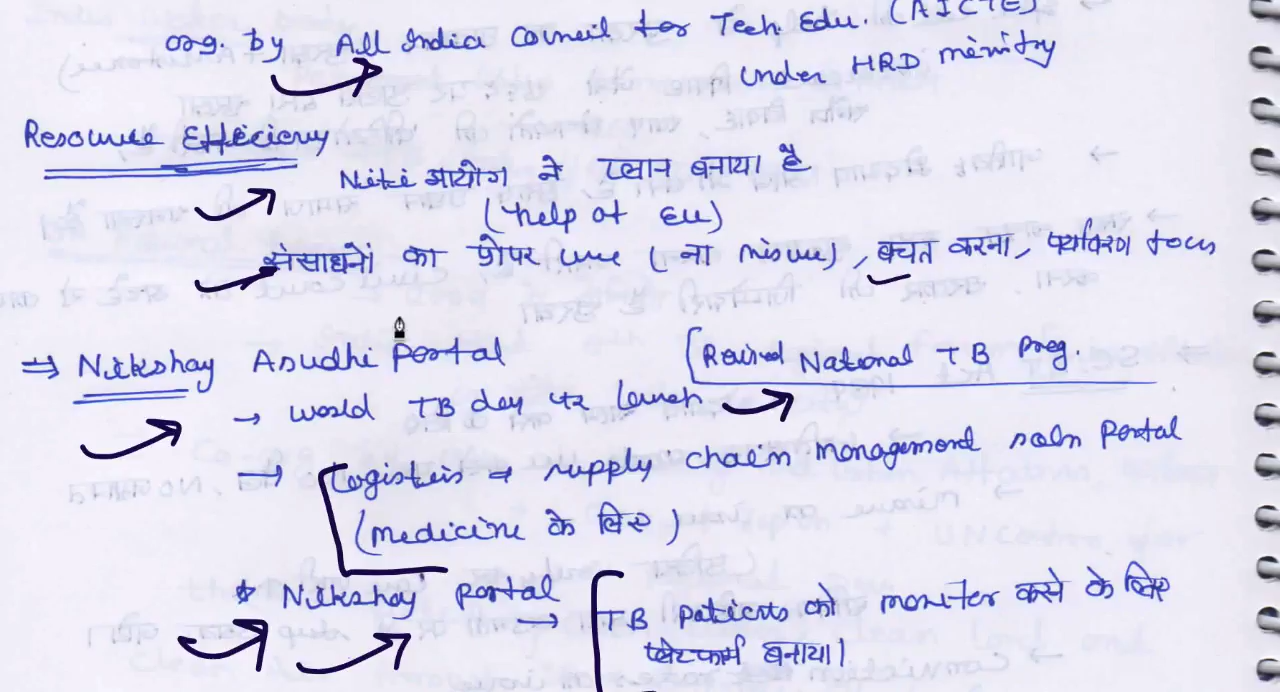 org. by All India Council for Tech. Edu. (AICTE)
under HRD ministry
Resource Efficiency
Niti आयोग ने प्लान बनाया है
(help of EU)
संसाधनों का प्रोपर use (ना misuse), बचत करना, पर्यावरण focus
⇒ Nikshay Asudhi Portal [Revised National TB Prog.
→ World TB day पर launch
→ [Logistics → supply chain management soln Portal
(medicine के लिए)
* Nikshay portal → [TB patients को moniter करने के लिए
प्लेटफार्म बनाया।